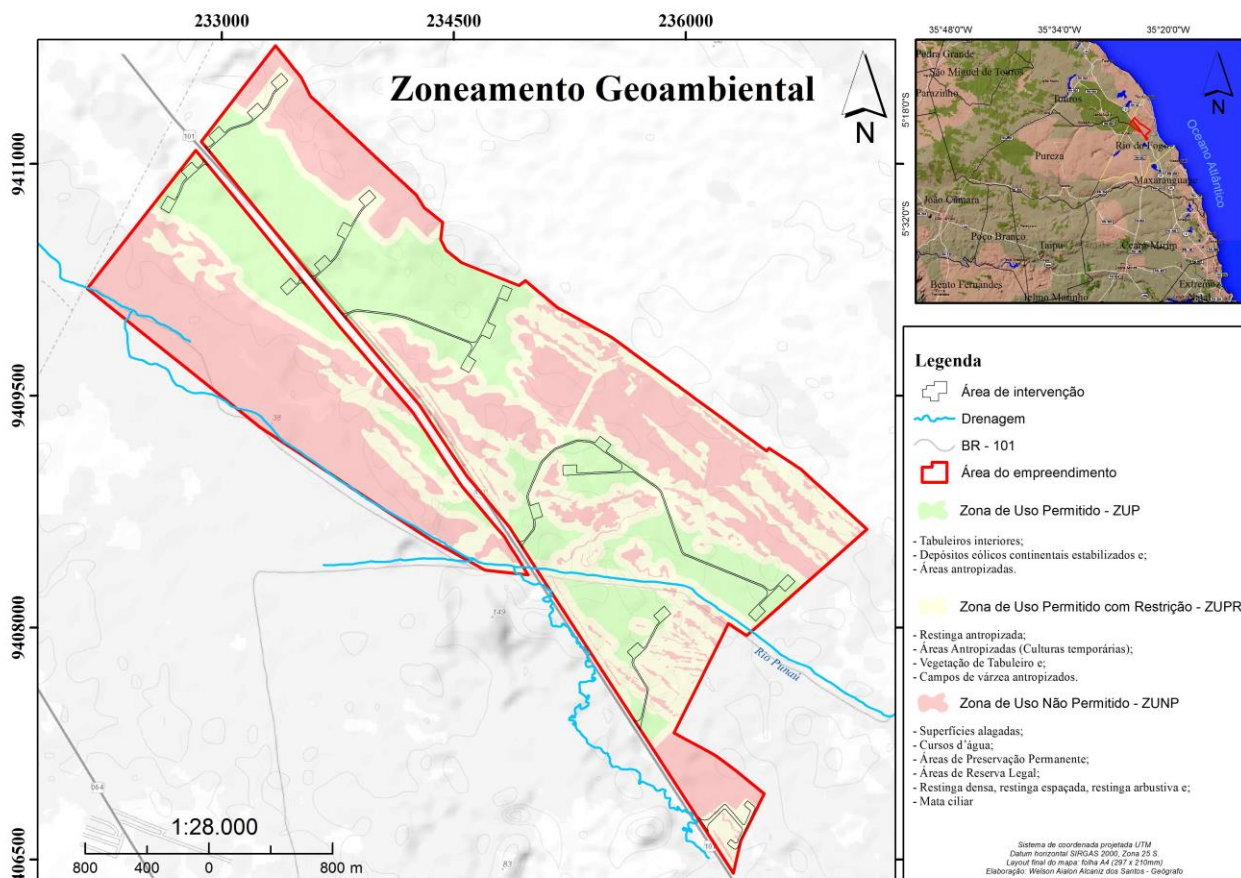 233000
234500
236000
Zoneamento Geoambiental
N
9411000
9409500
9408000
406500
101
38
149
83
064
10
Rio Punaú
1:28.000
800 400 0 800 m
35°48'0"W
35°34'0"W
35°20'0"W
5°18'0"S
5°32'0"S
Pedra Grande
São Miguel de Touros
Parazinho
Touros
Rio do Fogo
Pureza
Maxaranguape
João Câmara
Poço Branco
Taipu
Ceará Mirim
Bento Fernandes
Ielmo Marinho
Extremoz
Natal
Oceano Atlântico
N
Legenda
Área de intervenção
Drenagem
BR - 101
Área do empreendimento
Zona de Uso Permitido - ZUP
- Tabuleiros interiores;
- Depósitos eólicos continentais estabilizados e;
- Áreas antropizadas.
Zona de Uso Permitido com Restrição - ZUPR
- Restinga antropizada;
- Áreas Antropizadas (Culturas temporárias);
- Vegetação de Tabuleiro e;
- Campos de várzea antropizados.
Zona de Uso Não Permitido - ZUNP
- Superfícies alagadas;
- Cursos d'água;
- Áreas de Preservação Permanente;
- Áreas de Reserva Legal;
- Restinga densa, restinga espaçada, restinga arbustiva e;
- Mata ciliar
Sistema de coordenada projetada UTM
Datum horizontal SIRGAS 2000, Zona 25 S.
Layout final do mapa: folha A4 (297 x 210mm)
Elaboração: Welson Aialon Alcaniz dos Santos - Geógrafo